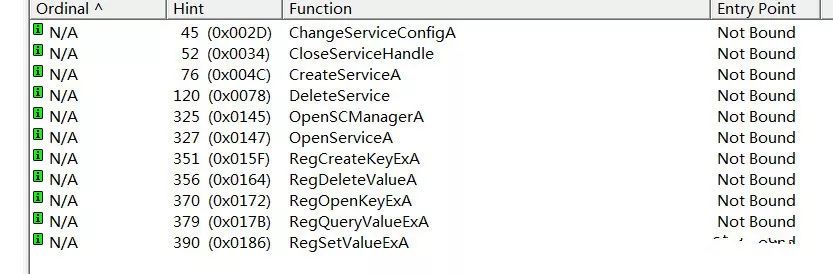 Ordinal ^ Hint Function Entry Point
N/A 45 (0x002D) ChangeServiceConfigA Not Bound
N/A 52 (0x0034) CloseServiceHandle Not Bound
N/A 76 (0x004C) CreateServiceA Not Bound
N/A 120 (0x0078) DeleteService Not Bound
N/A 325 (0x0145) OpenSCManagerA Not Bound
N/A 327 (0x0147) OpenServiceA Not Bound
N/A 351 (0x015F) RegCreateKeyExA Not Bound
N/A 356 (0x0164) RegDeleteValueA Not Bound
N/A 370 (0x0172) RegOpenKeyExA Not Bound
N/A 379 (0x017B) RegQueryValueExA Not Bound
N/A 390 (0x0186) RegSetValueExA